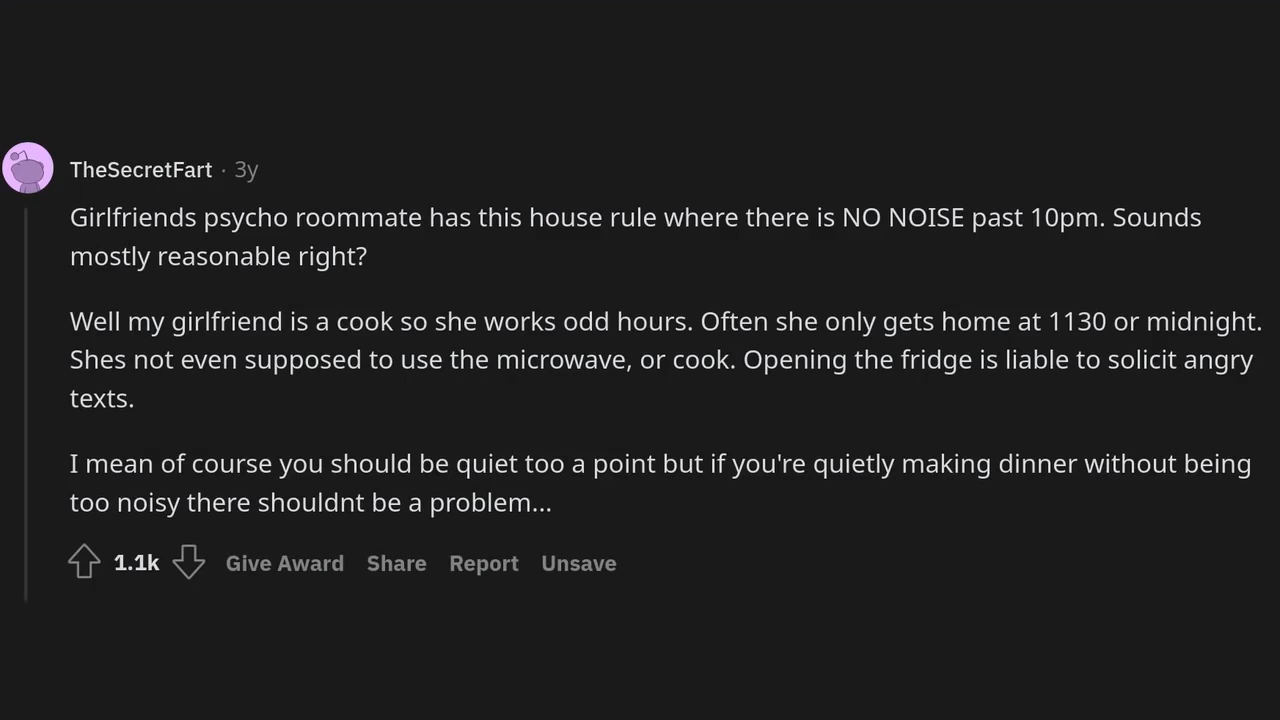 TheSecretFart · 3y
Girlfriends psycho roommate has this house rule where there is NO NOISE past 10pm. Sounds
mostly reasonable right?
Well my girlfriend is a cook so she works odd hours. Often she only gets home at 1130 or midnight.
Shes not even supposed to use the microwave, or cook. Opening the fridge is liable to solicit angry
texts.
I mean of course you should be quiet too a point but if you're quietly making dinner without being
too noisy there shouldnt be a problem...
1.1k Give Award Share Report Unsave